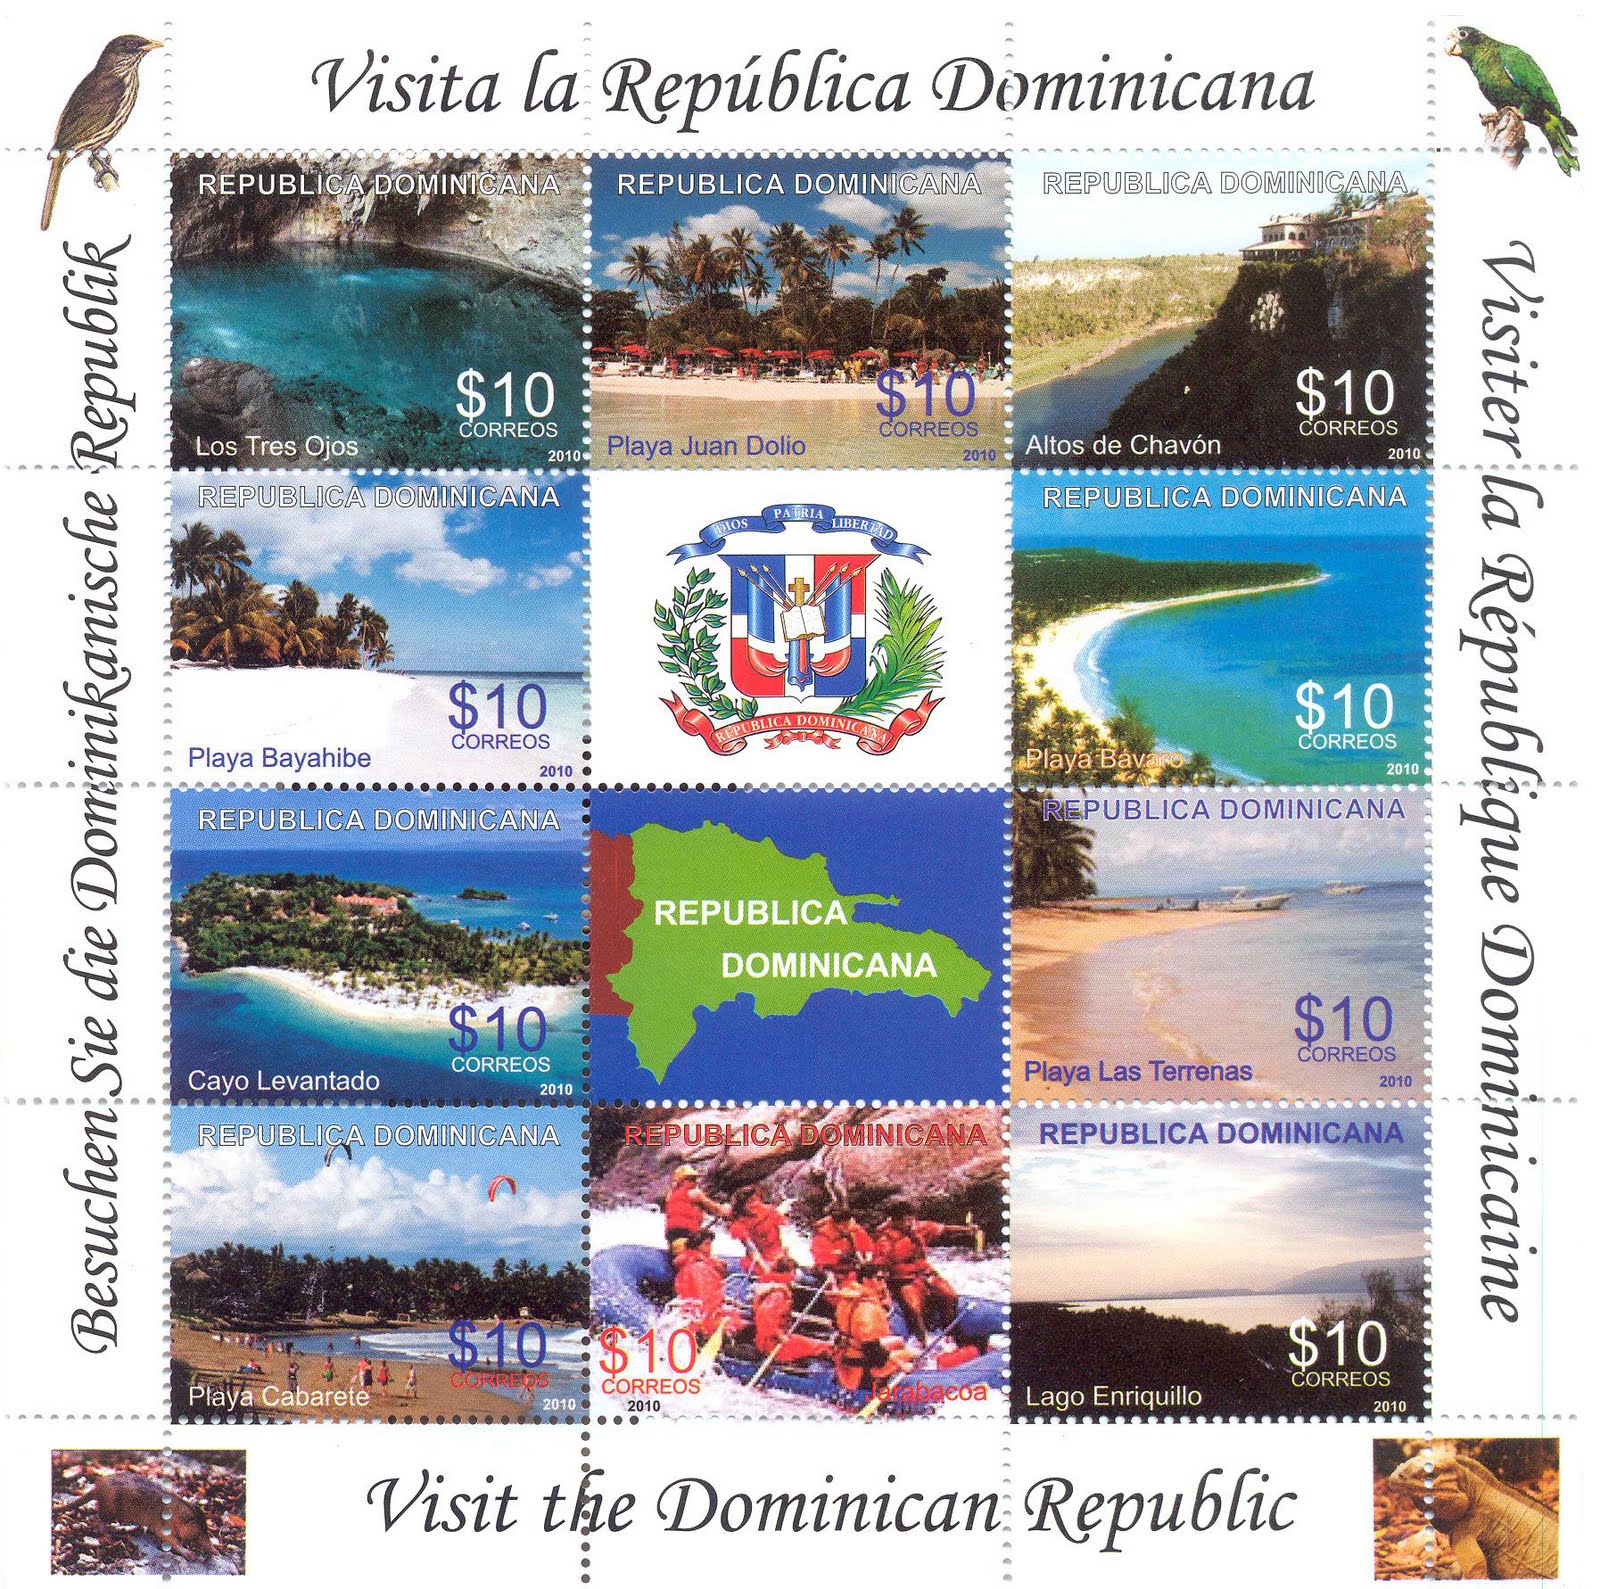 Visita la República Dominicana
Besuchen Sie die Dominikanische Republik
Visiter la République Dominicaine
REPUBLICA DOMINICANA
$10
CORREOS
Los Tres Ojos
2010
REPUBLICA DOMINICANA
$10
CORREOS
Playa Juan Dolio
2010
REPUBLICA DOMINICANA
$10
CORREOS
Altos de Chavón
2010
REPUBLICA DOMINICANA
$10
CORREOS
Playa Bayahibe
2010
DIOS PATRIA LIBERTAD
REPUBLICA DOMINICANA
REPUBLICA DOMINICANA
$10
CORREOS
Playa Bávaro
2010
REPUBLICA DOMINICANA
$10
CORREOS
Cayo Levantado
2010
REPUBLICA
DOMINICANA
REPUBLICA DOMINICANA
$10
CORREOS
Playa Las Terrenas
2010
REPUBLICA DOMINICANA
$10
CORREOS
Playa Cabarete
2010
REPUBLICA DOMINICANA
$10
CORREOS
Jarabacoa
2010
REPUBLICA DOMINICANA
$10
CORREOS
Lago Enriquillo
2010
Visit the Dominican Republic